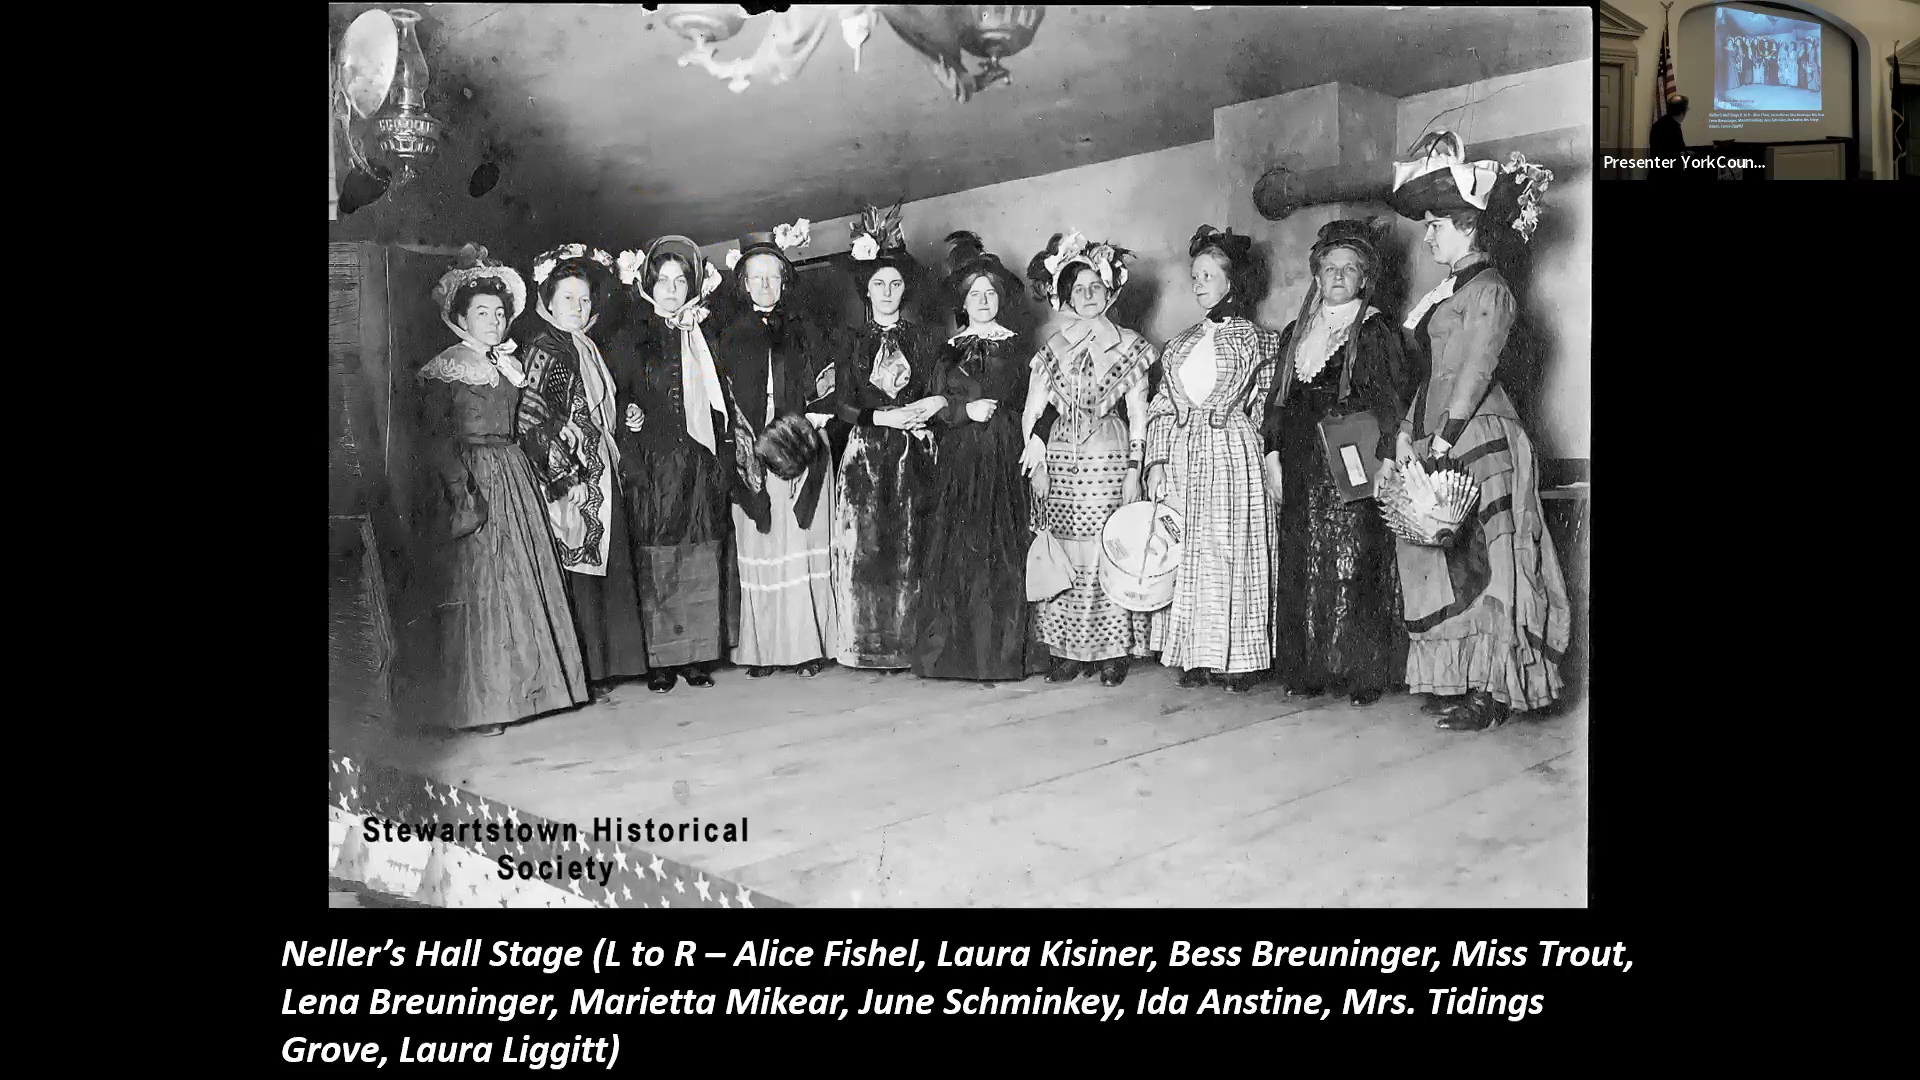 Presenter YorkCoun...
Stewartstown Historical
Society
Neller’s Hall Stage (L to R – Alice Fishel, Laura Kisiner, Bess Breuninger, Miss Trout,
Lena Breuninger, Marietta Mikear, June Schminkey, Ida Anstine, Mrs. Tidings
Grove, Laura Liggitt)